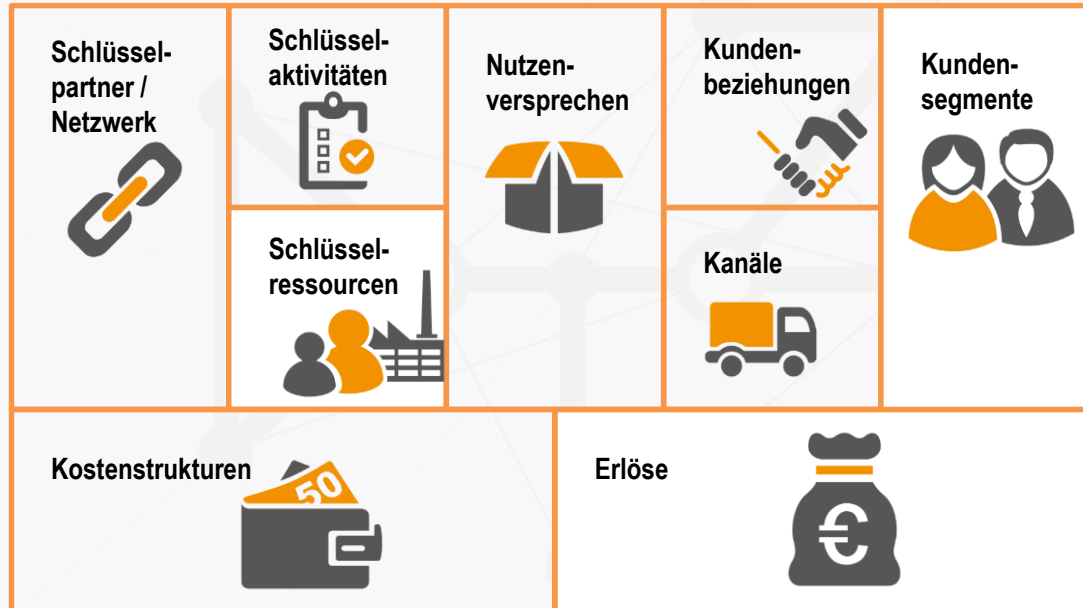 Schlüssel-
partner /
Netzwerk
Schlüssel-
aktivitäten
Schlüssel-
ressourcen
Nutzen-
versprechen
Kunden-
beziehungen
Kanäle
Kunden-
segmente
Kostenstrukturen
50
Erlöse
€